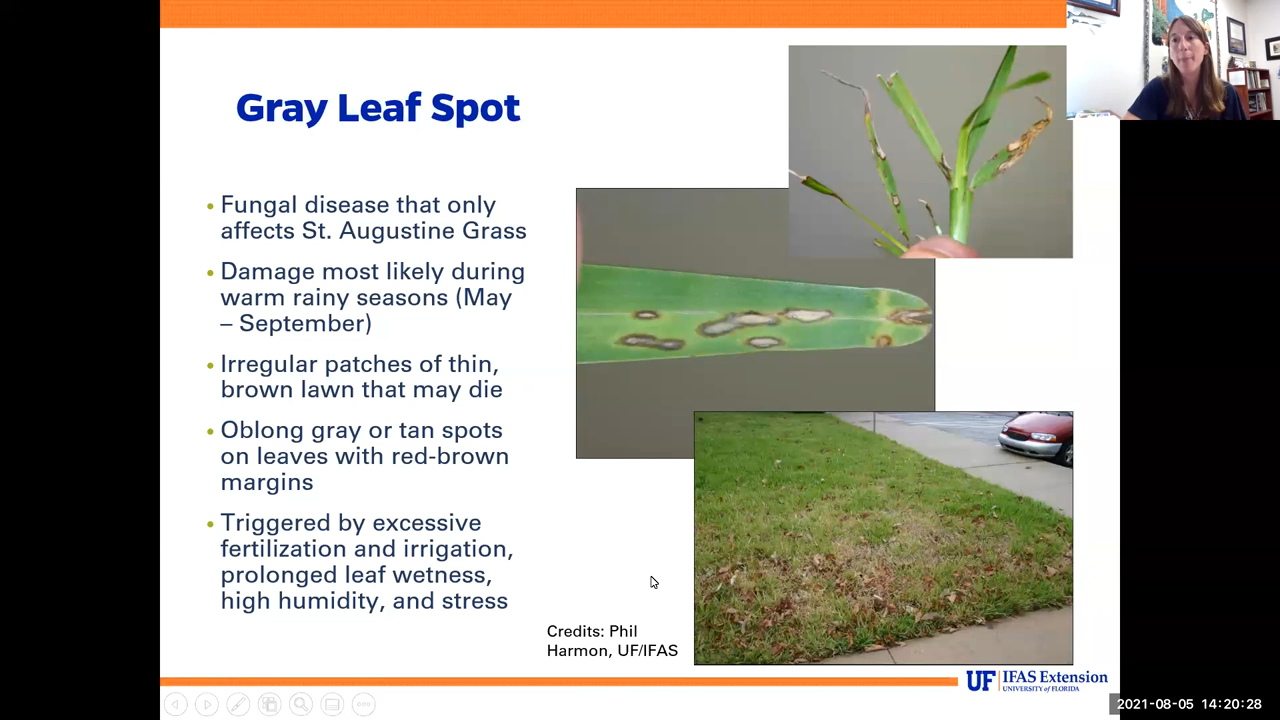 Gray Leaf Spot
• Fungal disease that only
affects St. Augustine Grass
• Damage most likely during
warm rainy seasons (May
– September)
• Irregular patches of thin,
brown lawn that may die
• Oblong gray or tan spots
on leaves with red-brown
margins
• Triggered by excessive
fertilization and irrigation,
prolonged leaf wetness,
high humidity, and stress
Credits: Phil
Harmon, UF/IFAS
UF IFAS Extension
UNIVERSITY of FLORIDA
2021-08-05 14:20:28